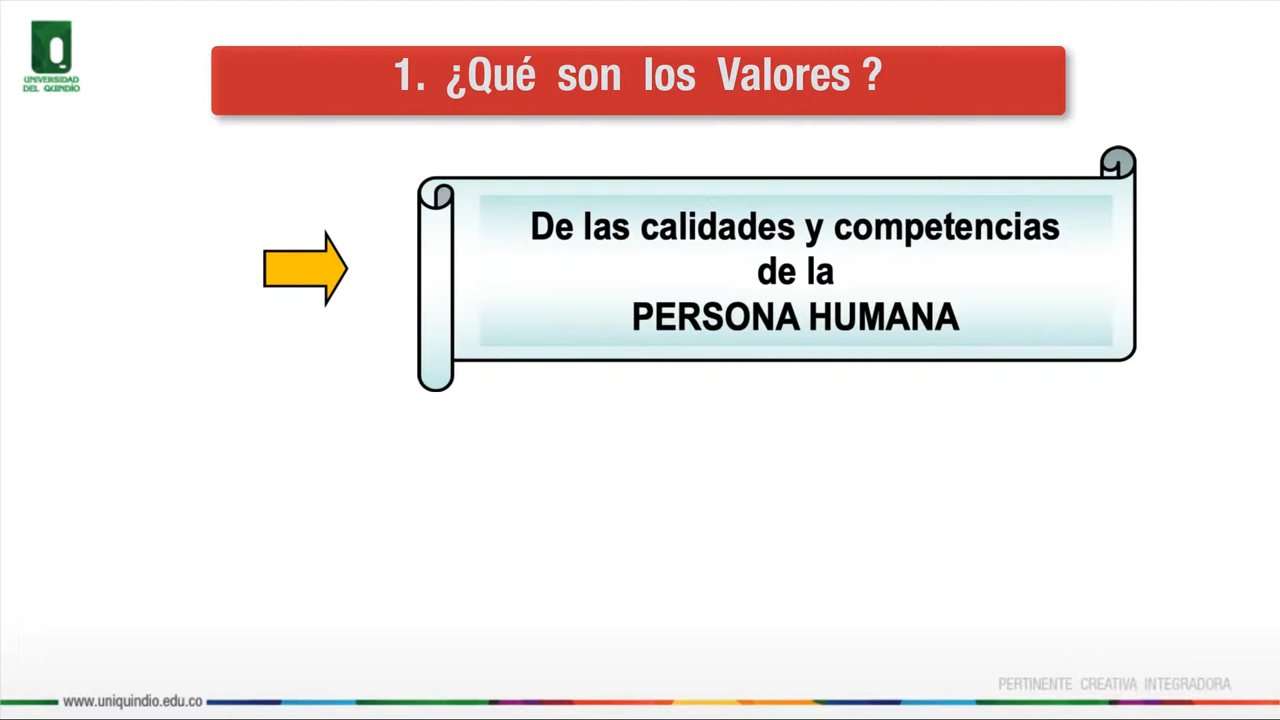 UNIVERSIDAD
DEL QUINDÍO
1. ¿Qué son los Valores ?
De las calidades y competencias
de la
PERSONA HUMANA
PERTINENTE CREATIVA INTEGRADORA
www.uniquindio.edu.co